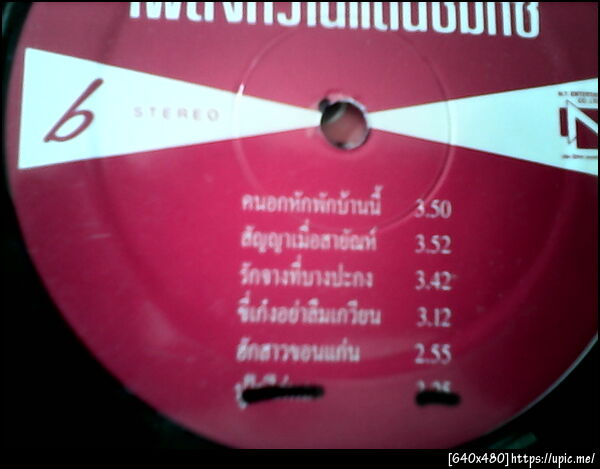 b
STEREO
คนอกหักพักบ้านนี้ 3.50
สัญญาเมื่อสายัณห์ 3.52
รักจางที่บางปะกง 3.42
ขี่เก๋งอย่าลืมเกวียน 3.12
ฮักสาวขอนแก่น 2.55
[640x480]https://upic.me/